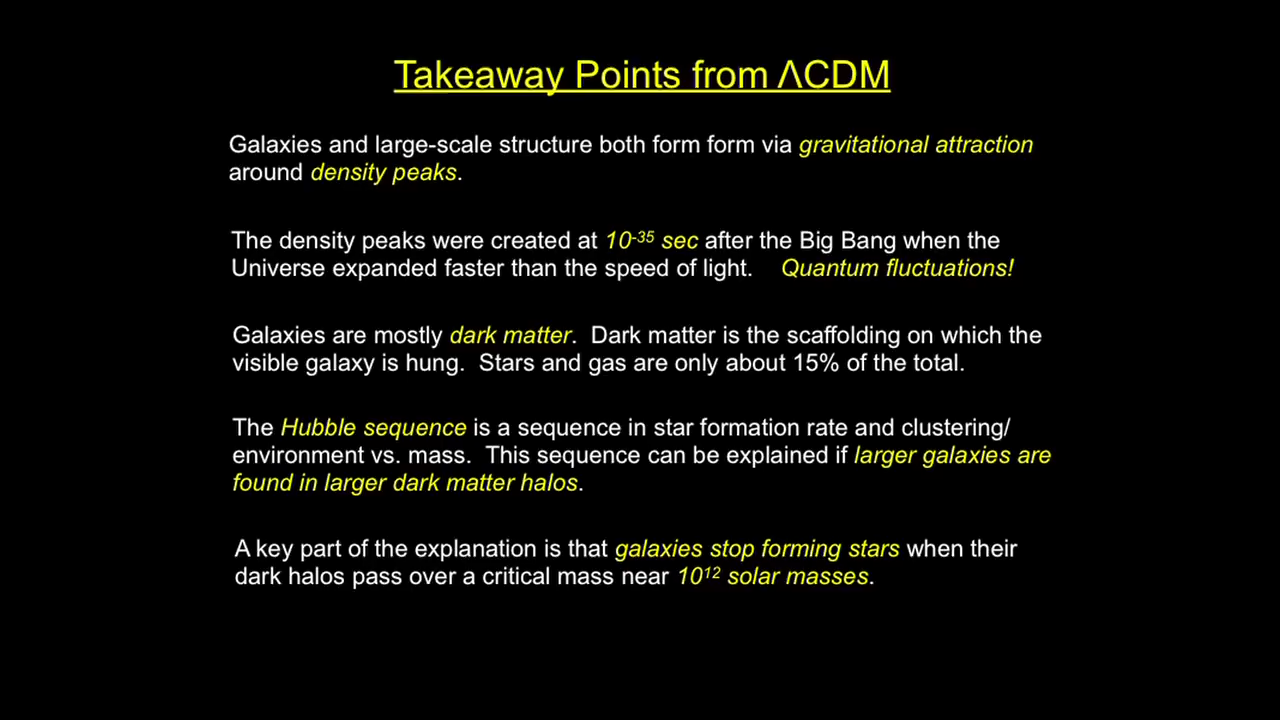 Takeaway Points from ΛCDM
Galaxies and large-scale structure both form form via gravitational attraction
around density peaks.
The density peaks were created at 10⁻³⁵ sec after the Big Bang when the
Universe expanded faster than the speed of light. Quantum fluctuations!
Galaxies are mostly dark matter. Dark matter is the scaffolding on which the
visible galaxy is hung. Stars and gas are only about 15% of the total.
The Hubble sequence is a sequence in star formation rate and clustering/
environment vs. mass. This sequence can be explained if larger galaxies are
found in larger dark matter halos.
A key part of the explanation is that galaxies stop forming stars when their
dark halos pass over a critical mass near 10¹² solar masses.